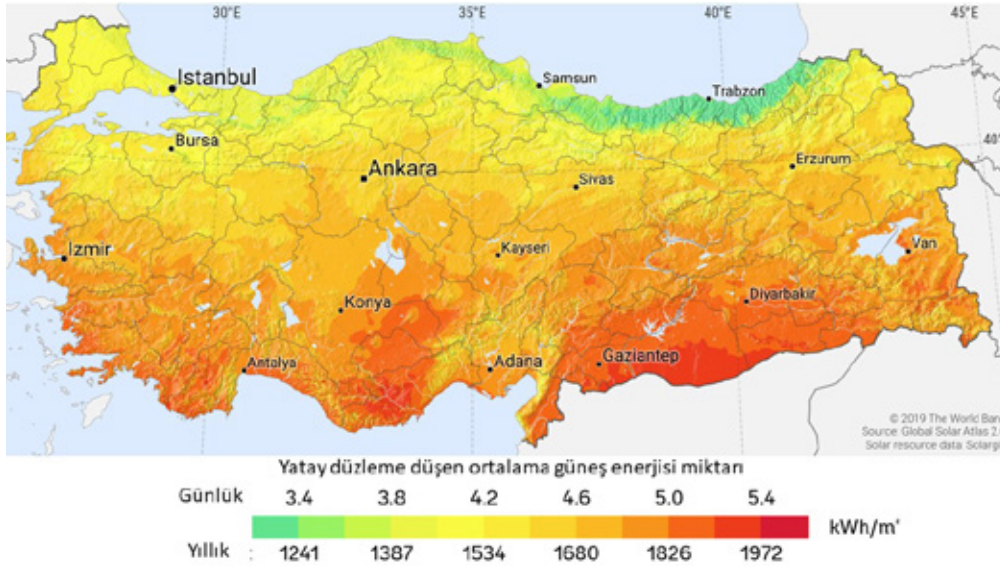 30°E 35°E 40°E 45°E
Istanbul
Samsun
Trabzon
Bursa
40°
Ankara
Erzurum
Sivas
Izmir
Kayseri
Van
Konya
Diyarbakır
Antalya
Adana
Gaziantep
© 2019 The World Ban
Source: Global Solar Atlas 2.
Solar resource data: Solarg
Yatay düzleme düşen ortalama güneş enerjisi miktarı
Günlük 3.4 3.8 4.2 4.6 5.0 5.4
kWh/m'
Yıllık : 1241 1387 1534 1680 1826 1972